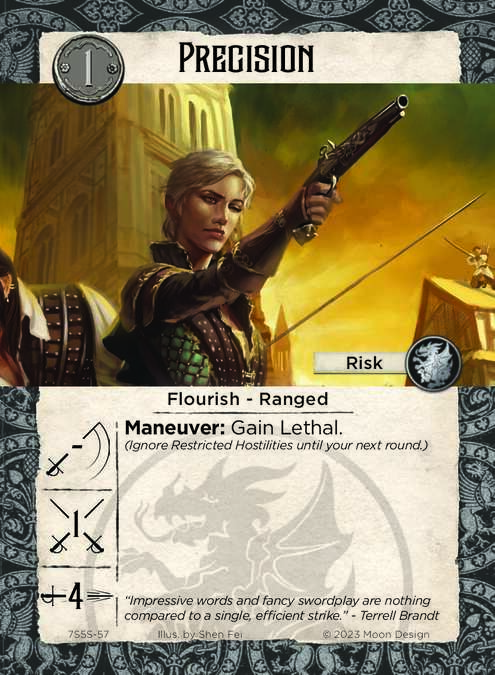 1
PRECISION
Risk
Flourish - Ranged
Maneuver: Gain Lethal.
(Ignore Restricted Hostilities until your next round.)
-
1
4
“Impressive words and fancy swordplay are nothing
compared to a single, efficient strike.” - Terrell Brandt
7S5S-57 Illus. by Shen Fei © 2023 Moon Design